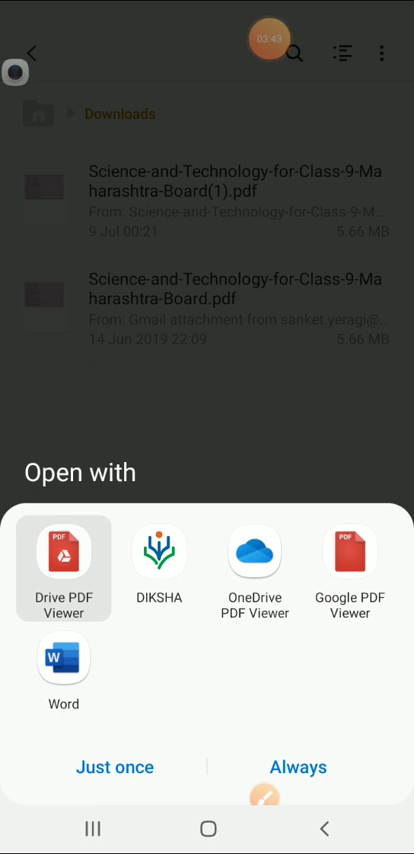 03:43
Downloads
Science-and-Technology-for-Class-9-Ma
harashtra-Board(1).pdf
From: Science-and-Technology-for-Class-9-M...
9 Jul 00:21
5.66 MB
Science-and-Technology-for-Class-9-Ma
harashtra-Board.pdf
From: Gmail attachment from sanket.yeragi@...
14 Jun 2019 22:09
5.66 MB
Open with
PDF
Drive PDF
Viewer
DIKSHA
OneDrive
PDF Viewer
PDF
Google PDF
Viewer
W
Word
Just once
Always